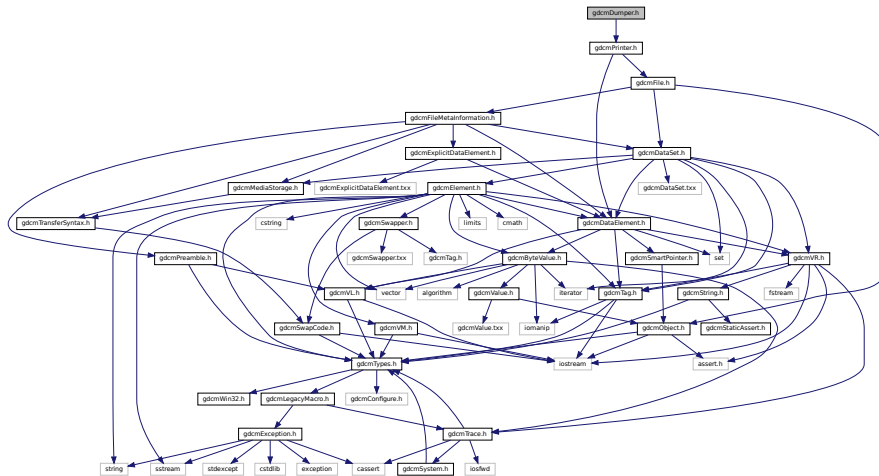 gdcmDumper.h
gdcmPrinter.h
gdcmFile.h
gdcmFileMetaInformation.h
gdcmExplicitDataElement.h
gdcmDataSet.h
gdcmMediaStorage.h
gdcmExplicitDataElement.txx
gdcmElement.h
gdcmDataSet.txx
gdcmTransferSyntax.h
cstring
gdcmSwapper.h
limits
cmath
gdcmDataElement.h
gdcmPreamble.h
gdcmSwapper.txx
gdcmTag.h
gdcmByteValue.h
gdcmSmartPointer.h
set
gdcmVR.h
gdcmVL.h
vector
algorithm
gdcmValue.h
iterator
gdcmTag.h
gdcmString.h
fstream
gdcmSwapCode.h
gdcmVM.h
gdcmValue.txx
iomanip
gdcmObject.h
gdcmStaticAssert.h
gdcmTypes.h
iostream
assert.h
gdcmWin32.h
gdcmLegacyMacro.h
gdcmConfigure.h
gdcmException.h
gdcmTrace.h
string
sstream
stdexcept
cstdlib
exception
cassert
gdcmSystem.h
iosfwd